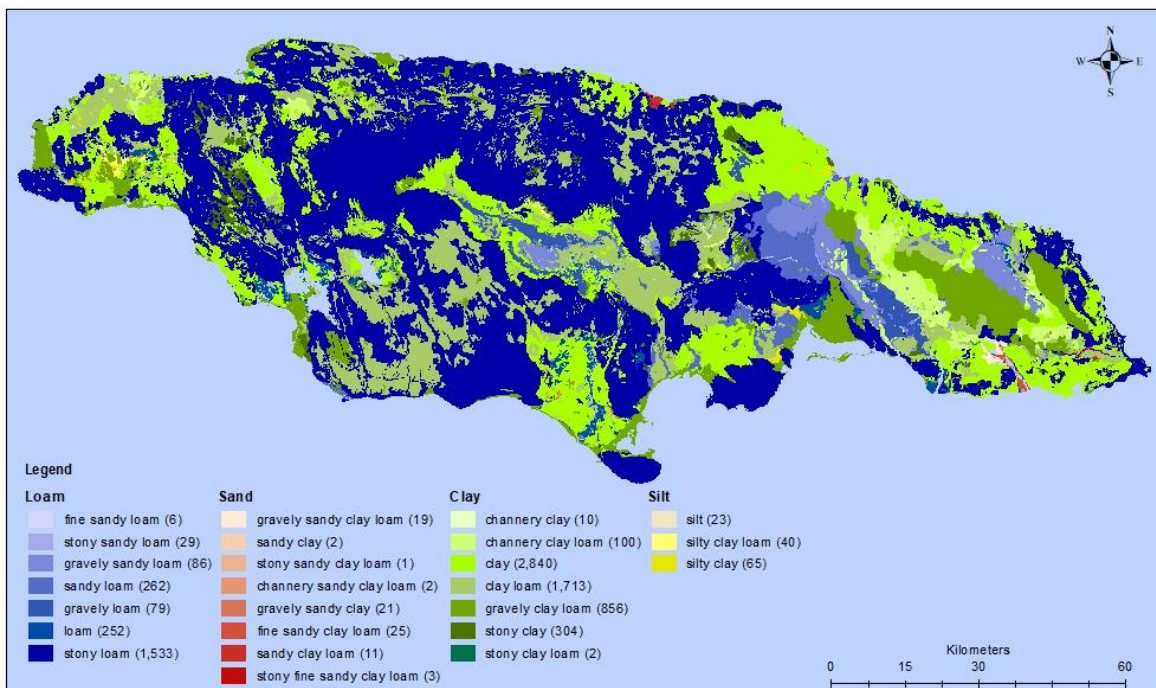 N
W E
S
Legend
Loam
fine sandy loam (6)
stony sandy loam (29)
gravely sandy loam (86)
sandy loam (262)
gravely loam (79)
loam (252)
stony loam (1,533)
Sand
gravely sandy clay loam (19)
sandy clay (2)
stony sandy clay loam (1)
channery sandy clay loam (2)
gravely sandy clay (21)
fine sandy clay loam (25)
sandy clay loam (11)
stony fine sandy clay loam (3)
Clay
channery clay (10)
channery clay loam (100)
clay (2,840)
clay loam (1,713)
gravely clay loam (856)
stony clay (304)
stony clay loam (2)
Silt
silt (23)
silty clay loam (40)
silty clay (65)
Kilometers
0 15 30 60